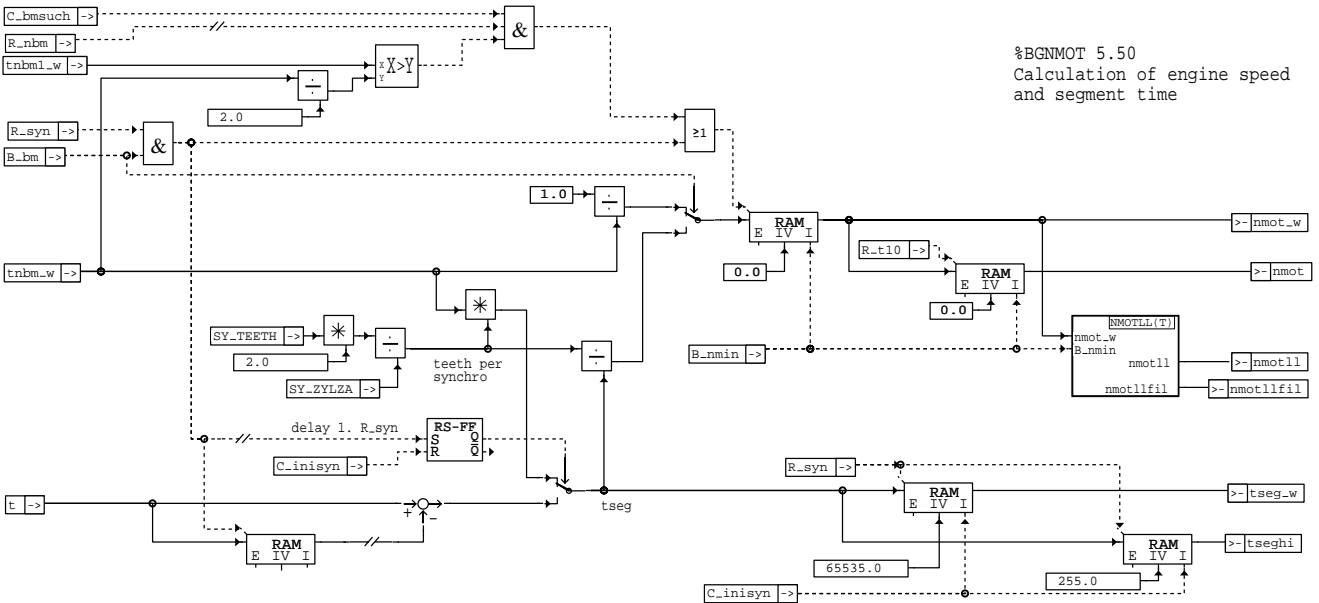 C_bmsuch ->
R_nbm ->
tnbm1_w ->
X
Y
X>Y
&
÷
2.0
%BGNMOT 5.50
Calculation of engine speed
and segment time
R_syn ->
B_bm ->
&
≥1
1.0
÷
RAM
E IV I
0.0
>- nmot_w
R_t10 ->
RAM
E IV I
0.0
>- nmot
tnbm_w ->
*
SY_TEETH ->
*
2.0
÷
SY_ZYLZA ->
teeth per
synchro
÷
B_nmin ->
NMOTLL(T)
nmot_w
B_nmin
nmotll
nmotllfil
>- nmotll
>- nmotllfil
delay 1. R_syn
RS-FF
S Q
R Q
C_inisyn ->
R_syn ->
t ->
+
−
tseg
RAM
E IV I
RAM
E IV I
>- tseg_w
65535.0
RAM
E IV I
>- tseghi
255.0
C_inisyn ->